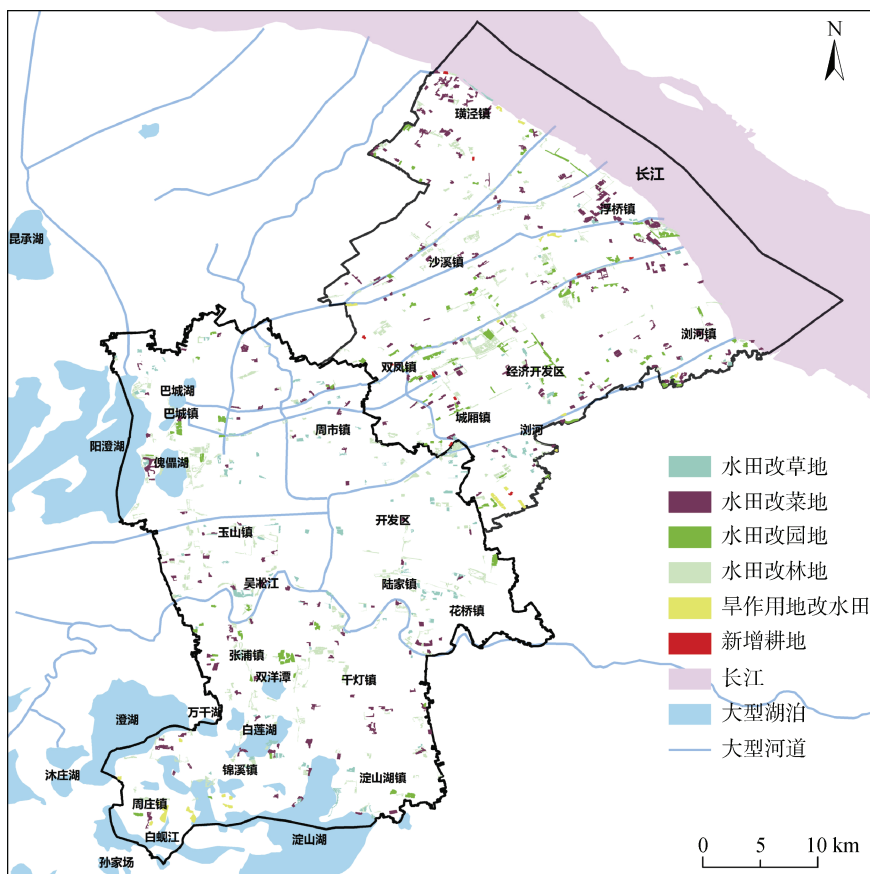 N
璜泾镇
长江
浮桥镇
昆承湖
沙溪镇
浏河镇
双凤镇
经济开发区
巴城湖
巴城镇
城厢镇
周市镇
浏河
阳澄湖
傀儡湖
水田改草地
水田改菜地
开发区
玉山镇
水田改园地
水田改林地
吴凇江
陆家镇
旱作用地改水田
花桥镇
新增耕地
张浦镇
双洋潭
千灯镇
长江
万千湖
澄湖
白莲湖
大型湖泊
大型河道
锦溪镇
沐庄湖
淀山湖镇
周庄镇
白蚬江
淀山湖
孙家场
0 5 10 km